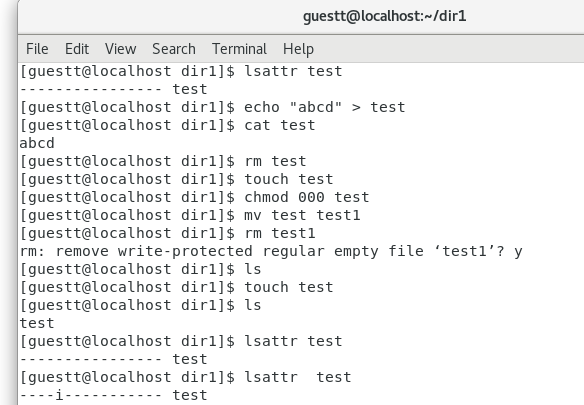 guestt@localhost:~/dir1
File Edit View Search Terminal Help
[guestt@localhost dir1]$ lsattr test
---------------- test
[guestt@localhost dir1]$ echo "abcd" > test
[guestt@localhost dir1]$ cat test
abcd
[guestt@localhost dir1]$ rm test
[guestt@localhost dir1]$ touch test
[guestt@localhost dir1]$ chmod 000 test
[guestt@localhost dir1]$ mv test test1
[guestt@localhost dir1]$ rm test1
rm: remove write-protected regular empty file ‘test1’? y
[guestt@localhost dir1]$ ls
[guestt@localhost dir1]$ touch test
[guestt@localhost dir1]$ ls
test
[guestt@localhost dir1]$ lsattr test
---------------- test
[guestt@localhost dir1]$ lsattr  test
----i----------- test